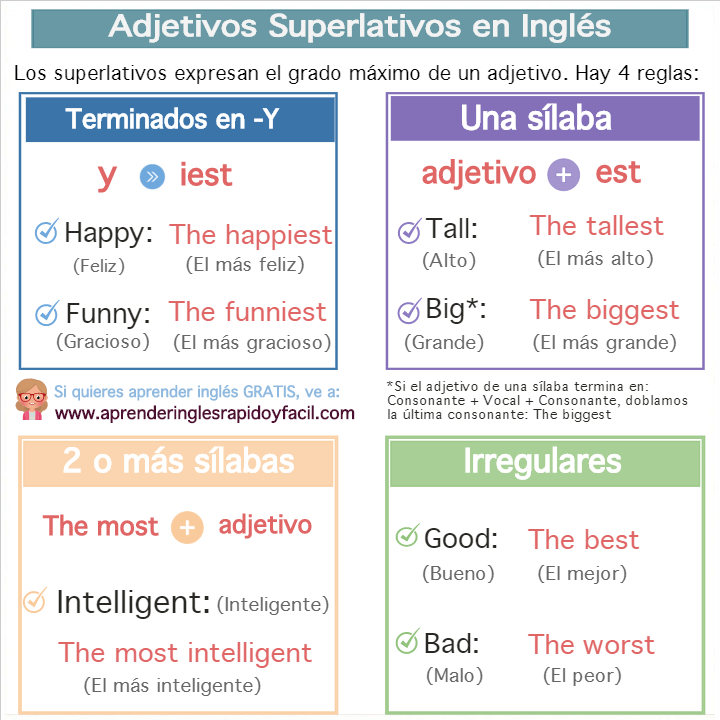 Adjetivos Superlativos en Inglés
Los superlativos expresan el grado máximo de un adjetivo. Hay 4 reglas:
Terminados en -Y
y » iest
Happy: The happiest
(Feliz) (El más feliz)
Funny: The funniest
(Gracioso) (El más gracioso)
Una sílaba
adjetivo + est
Tall: The tallest
(Alto) (El más alto)
Big*: The biggest
(Grande) (El más grande)
Si quieres aprender inglés GRATIS, ve a:
www.aprenderinglesrapidoyfacil.com
*Si el adjetivo de una sílaba termina en:
Consonante + Vocal + Consonante, doblamos
la última consonante: The biggest
2 o más sílabas
The most + adjetivo
Intelligent: (Inteligente)
The most intelligent
(El más inteligente)
Irregulares
Good: The best
(Bueno) (El mejor)
Bad: The worst
(Malo) (El peor)